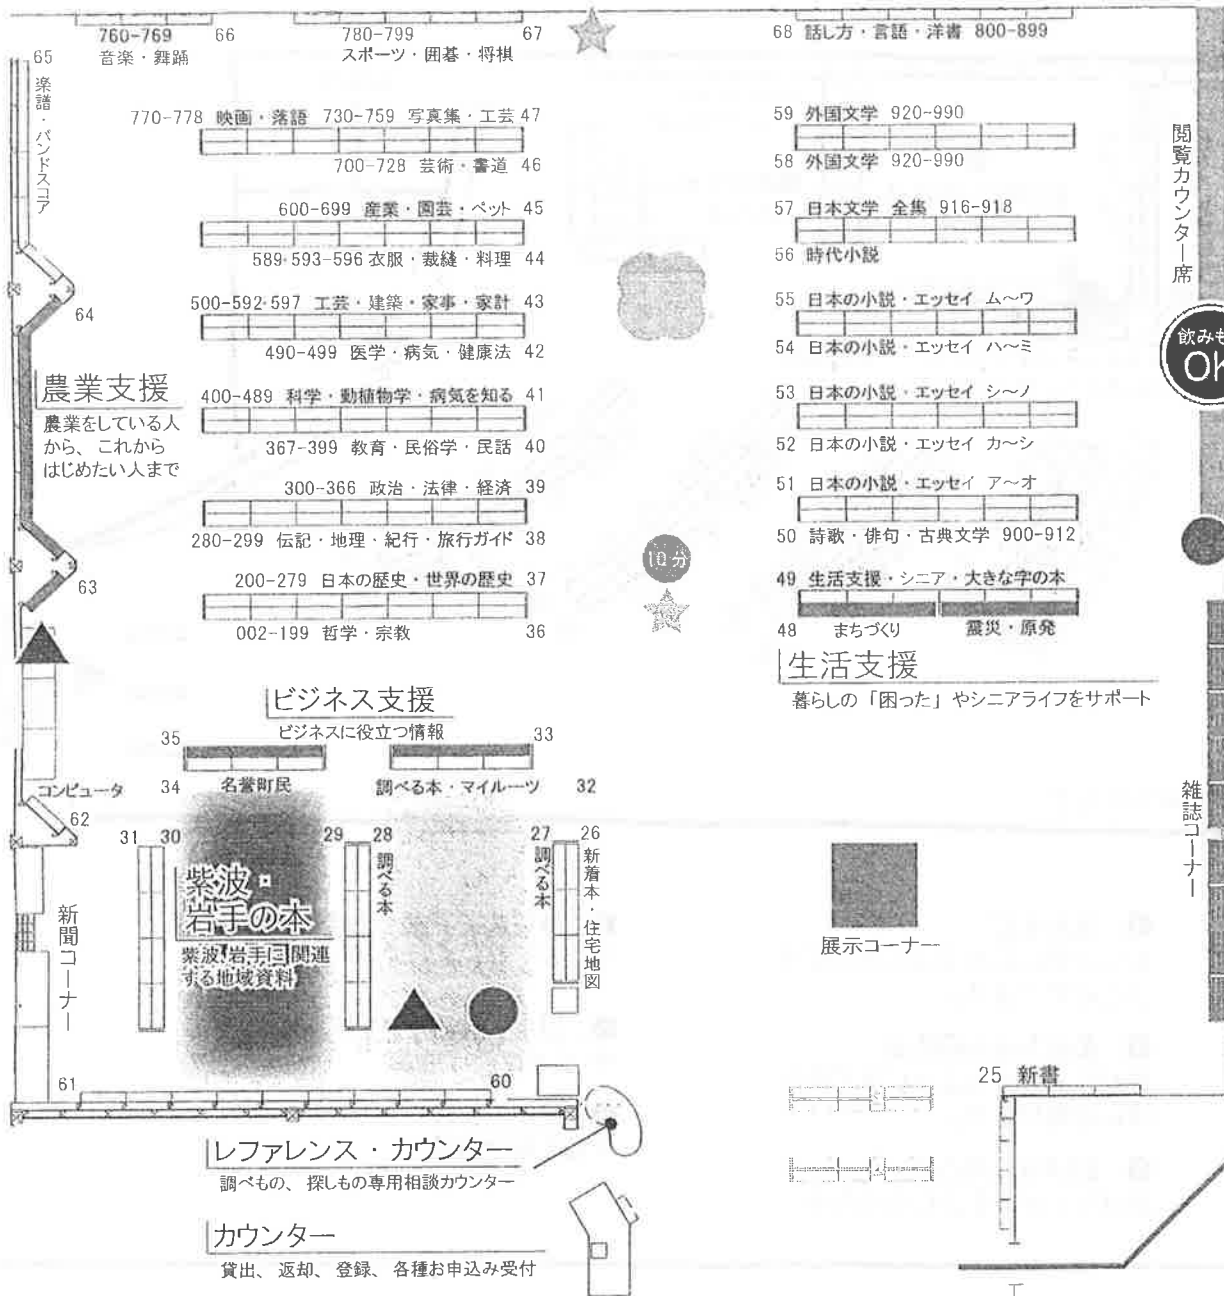 760-769 66
音楽・舞踊
780-799 67
スポーツ・囲碁・将棋
68 話し方・言語・洋書 800-899
65
楽譜・バンドスコア
770-778 映画・落語 730-759 写真集・工芸 47
700-728 芸術・書道 46
600-699 産業・園芸・ペット 45
589・593-596 衣服・裁縫・料理 44
500-592・597 工芸・建築・家事・家計 43
490-499 医学・病気・健康法 42
400-489 科学・動植物学・病気を知る 41
367-399 教育・民俗学・民話 40
300-366 政治・法律・経済 39
280-299 伝記・地理・紀行・旅行ガイド 38
200-279 日本の歴史・世界の歴史 37
002-199 哲学・宗教 36
64
農業支援
農業をしている人
から、これから
はじめたい人まで
63
10分
59 外国文学 920-990
58 外国文学 920-990
57 日本文学 全集 916-918
56 時代小説
55 日本の小説・エッセイ ム～ワ
54 日本の小説・エッセイ ハ～ミ
53 日本の小説・エッセイ シ～ノ
52 日本の小説・エッセイ カ～シ
51 日本の小説・エッセイ ア～オ
50 詩歌・俳句・古典文学 900-912
49 生活支援・シニア・大きな字の本
48 まちづくり 震災・原発
生活支援
暮らしの「困った」やシニアライフをサポート
閲覧カウンター席
飲みも
OK
ビジネス支援
ビジネスに役立つ情報
35 33
34 名誉町民 調べる本・マイルーツ 32
コンピュータ
62
31 30 29 28 27 26
調べる本
調べる本
新着本・住宅地図
紫波・
岩手の本
紫波、岩手に関連
する地域資料
新聞コーナー
61 60
展示コーナー
雑誌コーナー
25 新書
レファレンス・カウンター
調べもの、探しもの専用相談カウンター
カウンター
貸出、返却、登録、各種お申込み受付